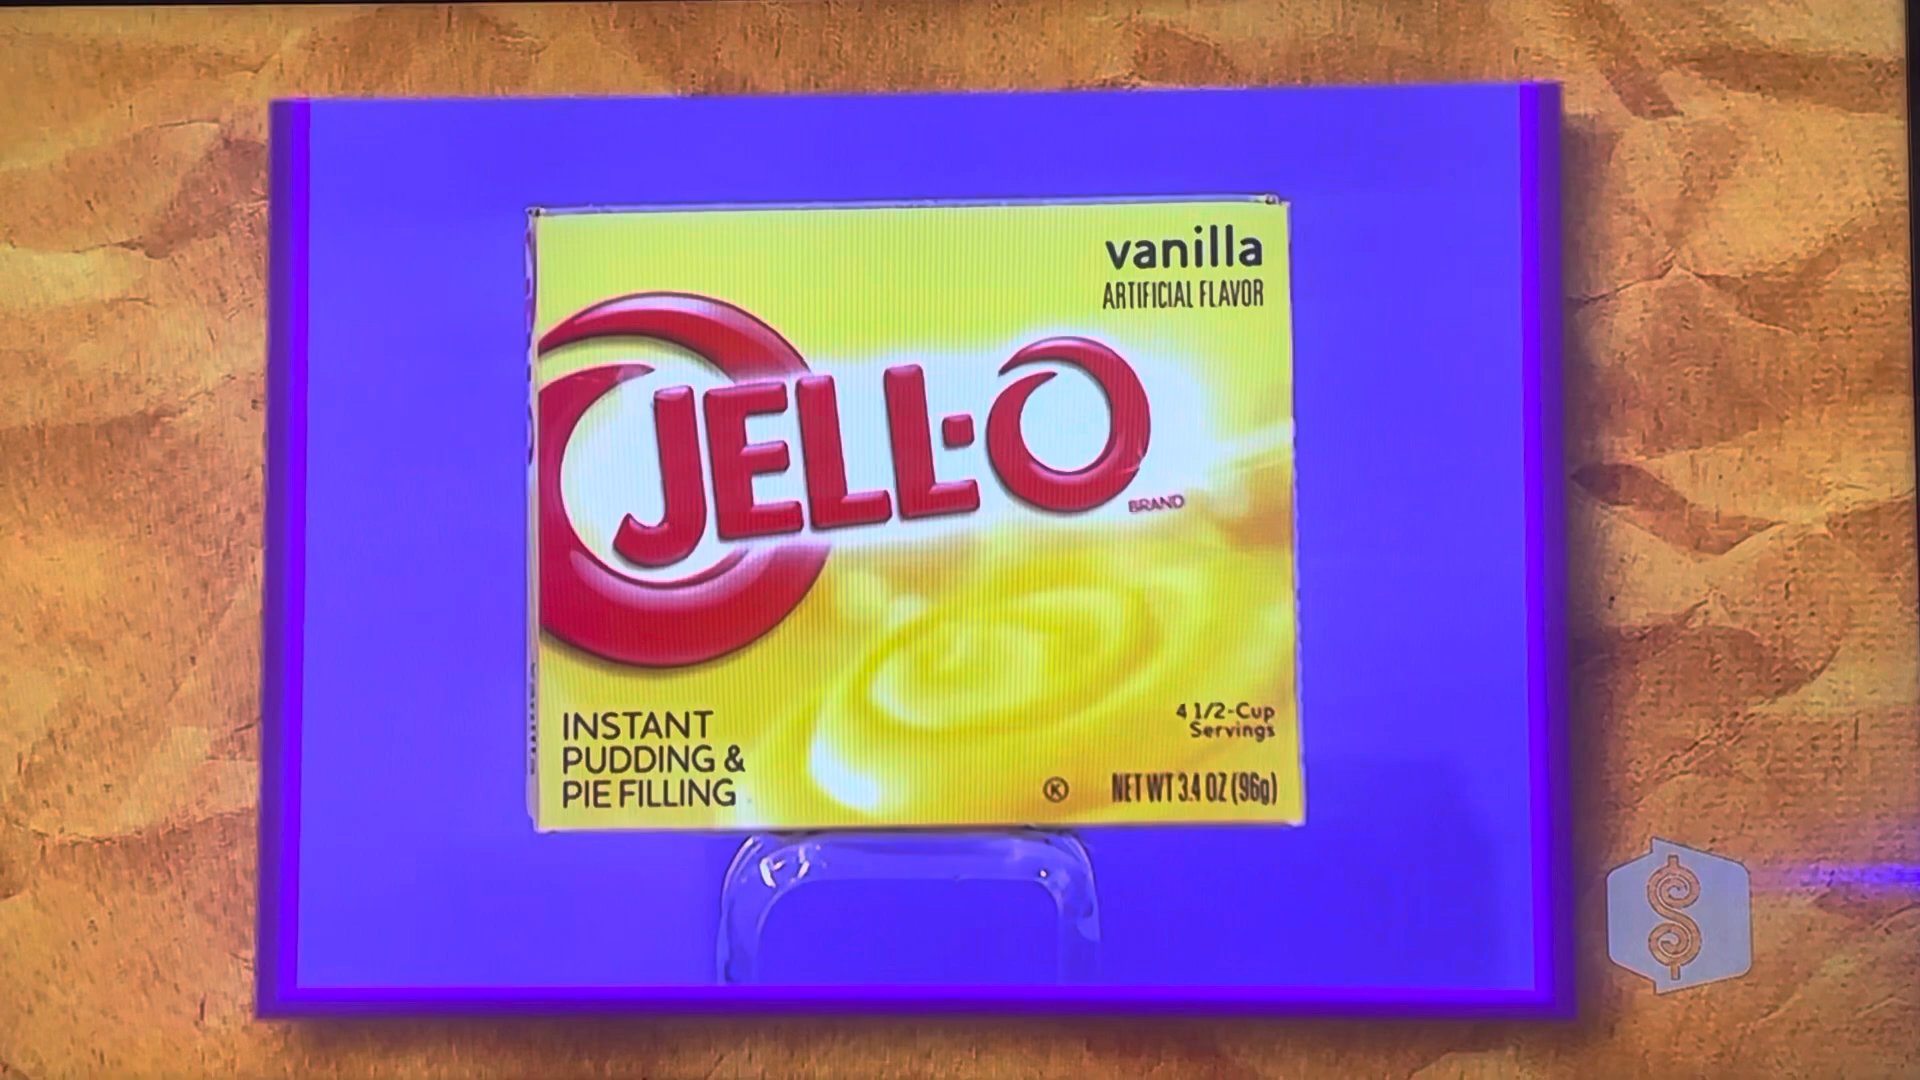 vanilla
ARTIFICIAL FLAVOR
JELL-O
BRAND
INSTANT
PUDDING &
PIE FILLING
4 1/2-Cup
Servings
K
NET WT 3.4 OZ (96g)
$